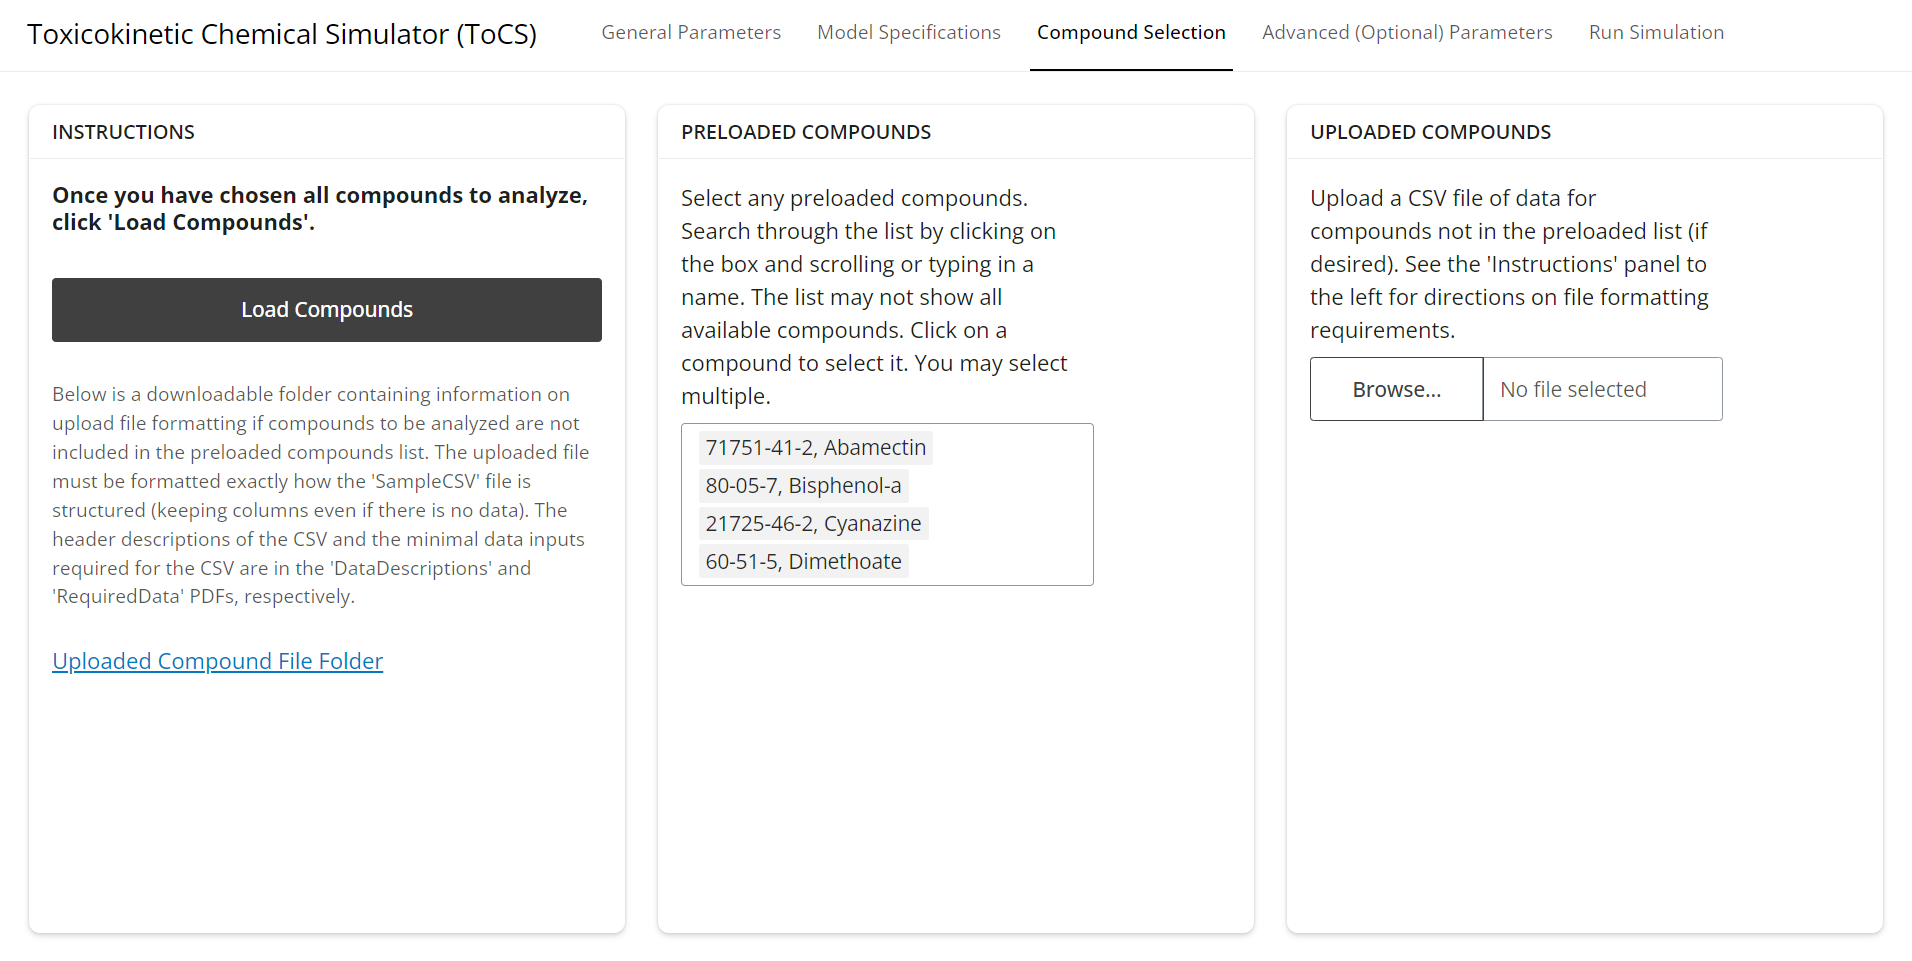 Toxicokinetic Chemical Simulator (ToCS)
General Parameters
Model Specifications
Compound Selection
Advanced (Optional) Parameters
Run Simulation
INSTRUCTIONS
Once you have chosen all compounds to analyze,
click 'Load Compounds'.
Load Compounds
Below is a downloadable folder containing information on
upload file formatting if compounds to be analyzed are not
included in the preloaded compounds list. The uploaded file
must be formatted exactly how the 'SampleCSV' file is
structured (keeping columns even if there is no data). The
header descriptions of the CSV and the minimal data inputs
required for the CSV are in the 'DataDescriptions' and
'RequiredData' PDFs, respectively.
Uploaded Compound File Folder
PRELOADED COMPOUNDS
Select any preloaded compounds.
Search through the list by clicking on
the box and scrolling or typing in a
name. The list may not show all
available compounds. Click on a
compound to select it. You may select
multiple.
71751-41-2, Abamectin
80-05-7, Bisphenol-a
21725-46-2, Cyanazine
60-51-5, Dimethoate
UPLOADED COMPOUNDS
Upload a CSV file of data for
compounds not in the preloaded list (if
desired). See the 'Instructions' panel to
the left for directions on file formatting
requirements.
Browse...
No file selected